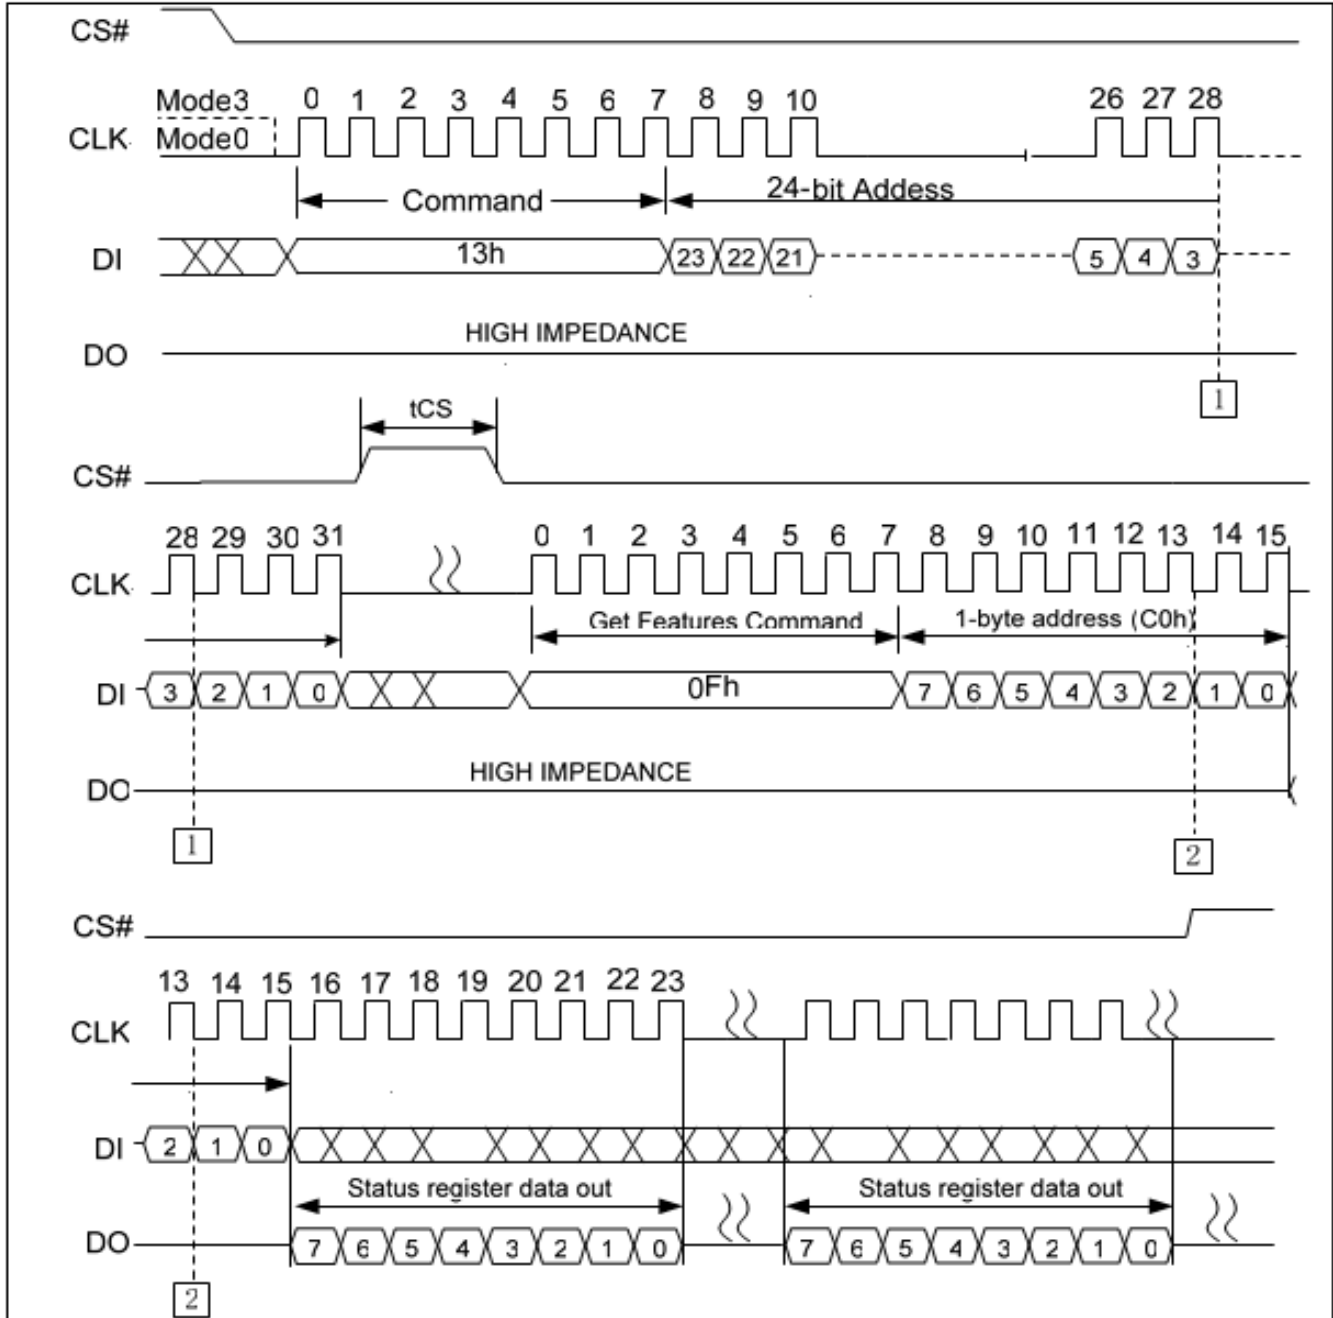 CS#
Mode3 0 1 2 3 4 5 6 7 8 9 10 26 27 28
CLK Mode0
Command 24-bit Addess
DI 13h 23 22 21 5 4 3
HIGH IMPEDANCE
DO
1
tCS
CS#
28 29 30 31 0 1 2 3 4 5 6 7 8 9 10 11 12 13 14 15
CLK
Get Features Command 1-byte address (C0h)
DI 3 2 1 0 0Fh 7 6 5 4 3 2 1 0
HIGH IMPEDANCE
DO
1 2
CS#
13 14 15 16 17 18 19 20 21 22 23
CLK
DI 2 1 0
Status register data out Status register data out
DO 7 6 5 4 3 2 1 0 7 6 5 4 3 2 1 0
2